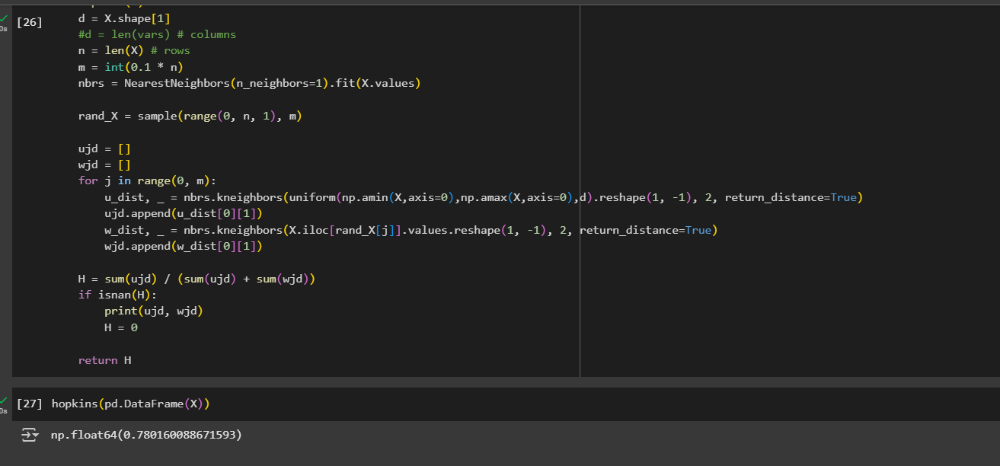 [26]
d = X.shape[1]
#d = len(vars) # columns
n = len(X) # rows
m = int(0.1 * n)
nbrs = NearestNeighbors(n_neighbors=1).fit(X.values)
rand_X = sample(range(0, n, 1), m)
ujd = []
wjd = []
for j in range(0, m):
u_dist, _ = nbrs.kneighbors(uniform(np.amin(X,axis=0),np.amax(X,axis=0),d).reshape(1, -1), 2, return_distance=True)
ujd.append(u_dist[0][1])
w_dist, _ = nbrs.kneighbors(X.iloc[rand_X[j]].values.reshape(1, -1), 2, return_distance=True)
wjd.append(w_dist[0][1])
H = sum(ujd) / (sum(ujd) + sum(wjd))
if isnan(H):
print(ujd, wjd)
H = 0
return H
0s
[27] hopkins(pd.DataFrame(X))
0s
np.float64(0.780160088671593)